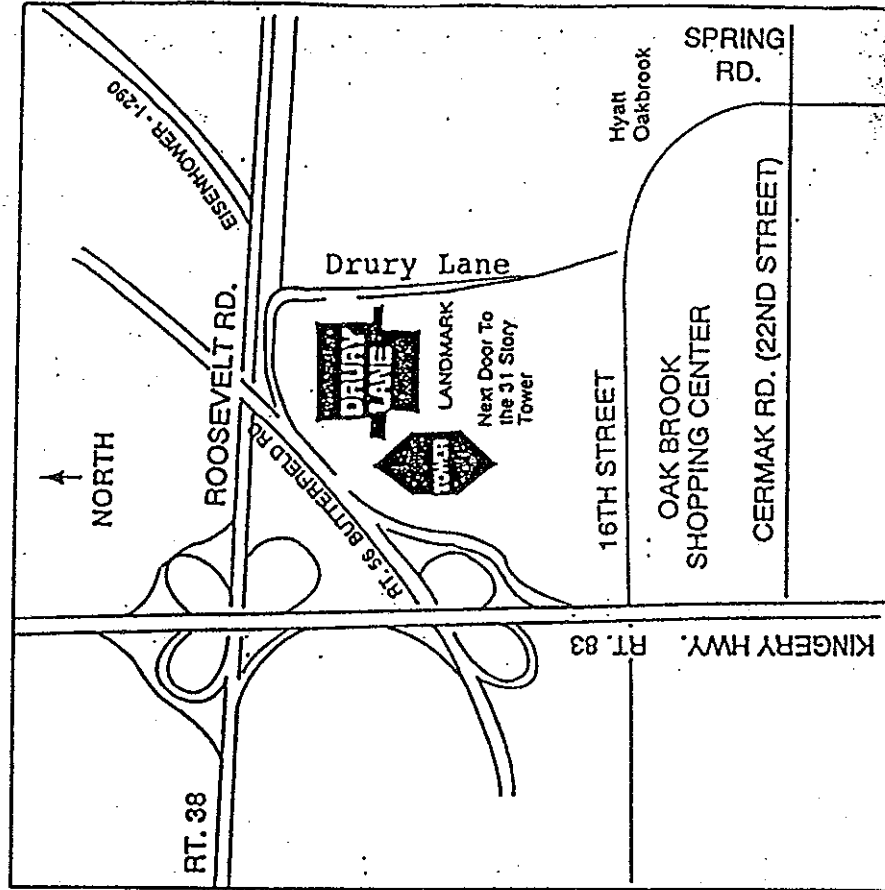 SPRING
RD.
EISENHOWER - I-290
Hyatt
Oakbrook
NORTH
ROOSEVELT RD.
Drury Lane
DRURY
LANE
LANDMARK
TOWER
Next Door To
the 31 Story
Tower
RT. 56 BUTTERFIELD RD.
16TH STREET
OAK BROOK
SHOPPING CENTER
CERMAK RD. (22ND STREET)
KINGERY HWY. RT. 83
RT. 38